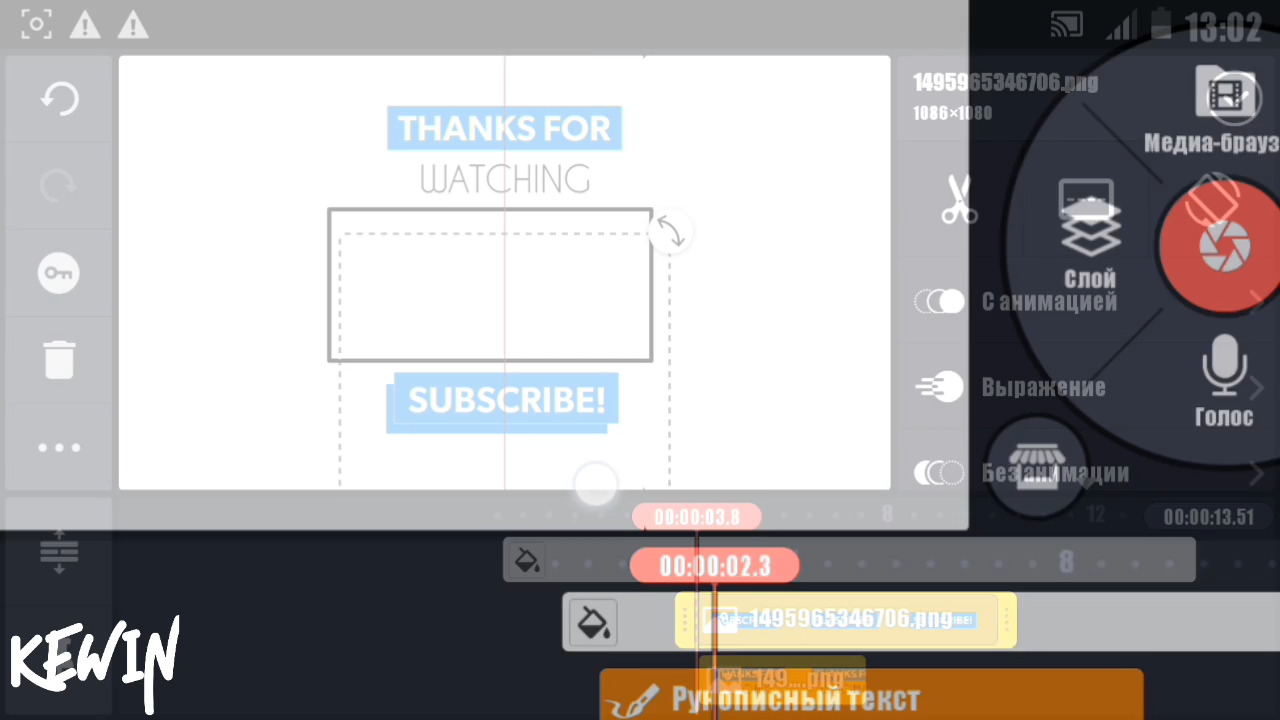 13:02
1495965346706.png
1086×1080
Медиа-брауз
THANKS FOR
WATCHING
SUBSCRIBE!
Слой
С анимацией
Выражение
Голос
Без анимации
00:00:03.8
8
12
00:00:13.51
00:00:02.3
8
1495965346706.png
149....png
Рукописный текст
KEWIN